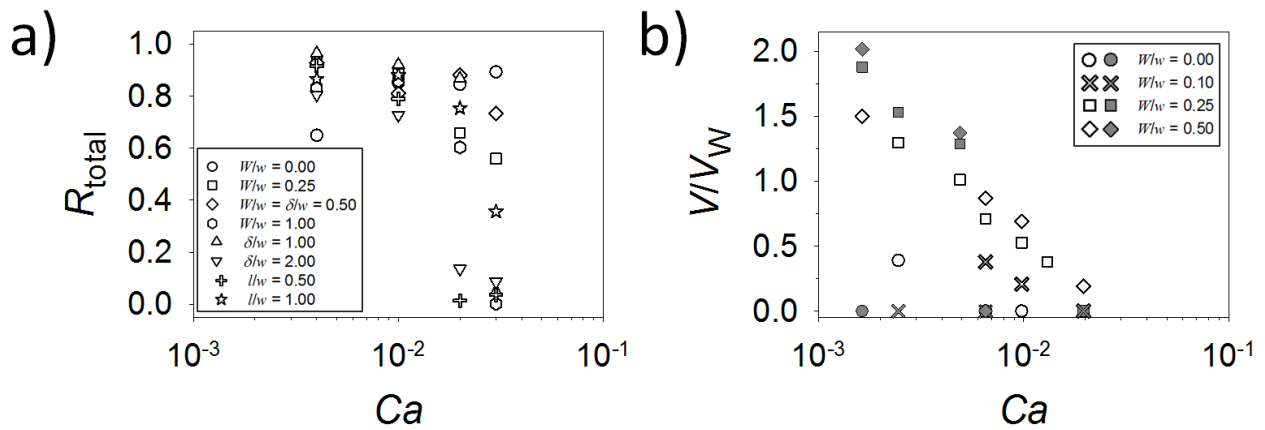 a)
R_total
1.0
0.8
0.6
0.4
0.2
0.0
W/w = 0.00
W/w = 0.25
W/w = δ/w = 0.50
W/w = 1.00
δ/w = 1.00
δ/w = 2.00
l/w = 0.50
l/w = 1.00
10^-3 10^-2 10^-1
Ca
b)
V/V_W
2.0
1.5
1.0
0.5
0.0
W/w = 0.00
W/w = 0.10
W/w = 0.25
W/w = 0.50
10^-3 10^-2 10^-1
Ca